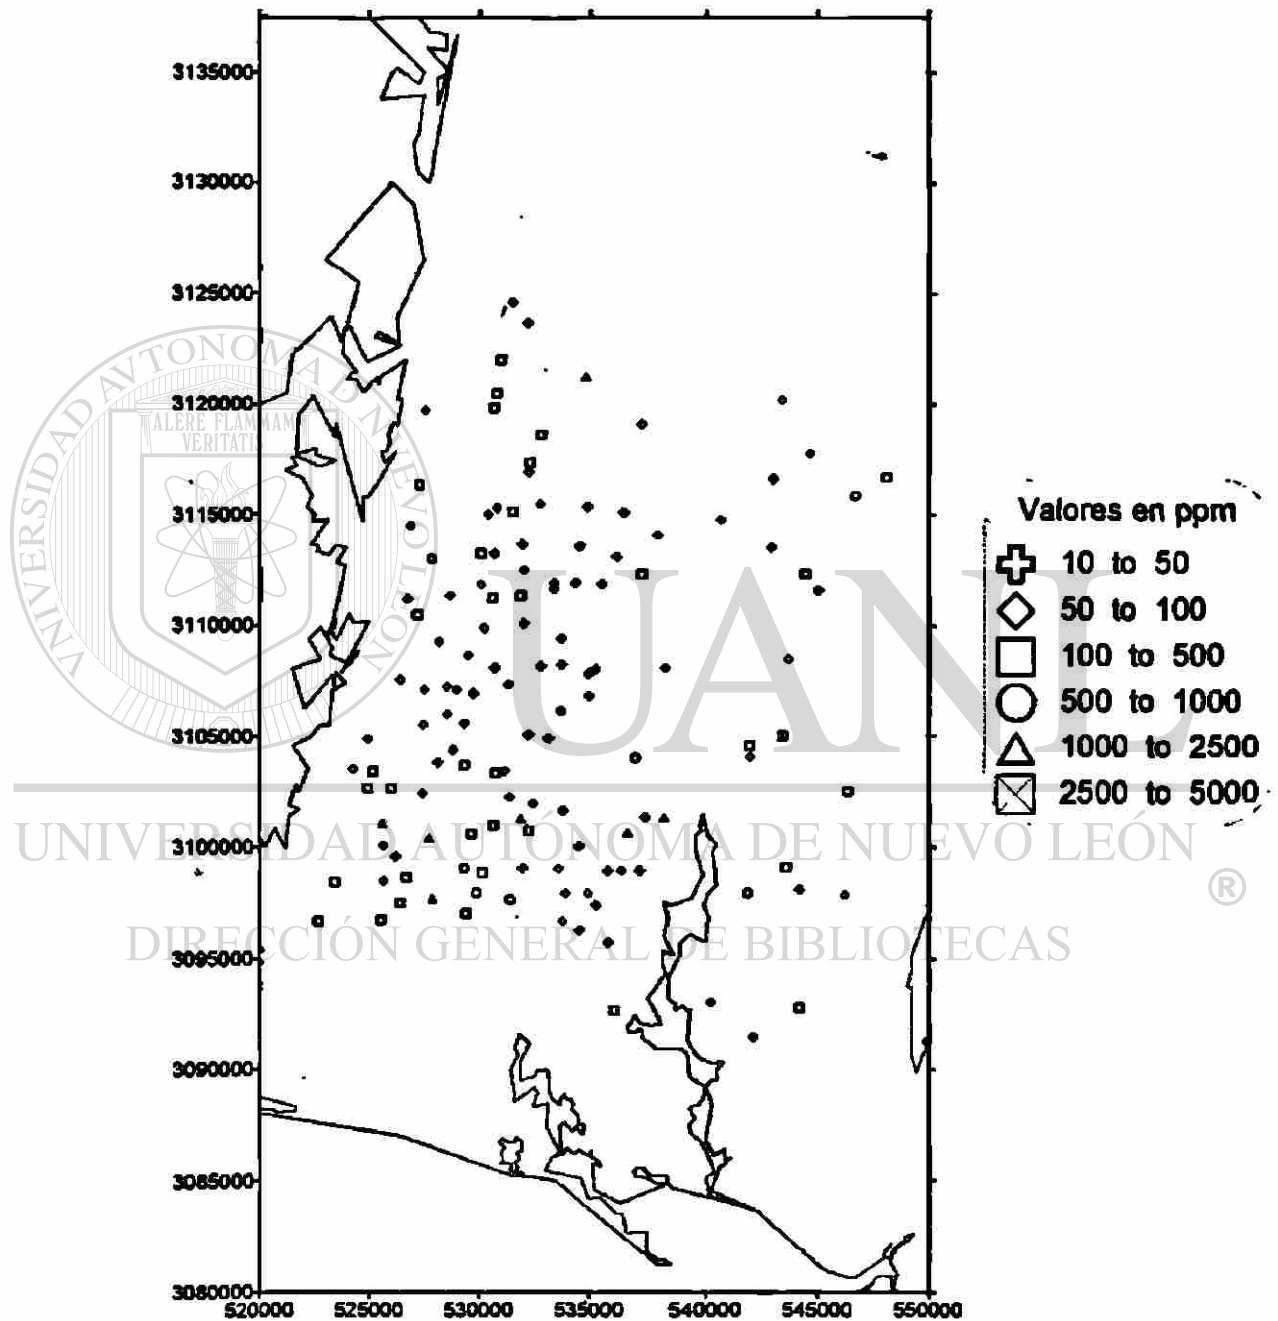 3135000
3130000
3125000
3120000
3115000
3110000
3105000
3100000
3095000
3090000
3085000
3080000
520000 525000 530000 535000 540000 545000 550000
Valores en ppm
10 to 50
50 to 100
100 to 500
500 to 1000
1000 to 2500
2500 to 5000
UNIVERSIDAD AUTÓNOMA DE NUEVO LEÓN
ALERE FLAMMAM
VERITATIS
UANL
UNIVERSIDAD AUTÓNOMA DE NUEVO LEÓN
®
DIRECCIÓN GENERAL DE BIBLIOTECAS